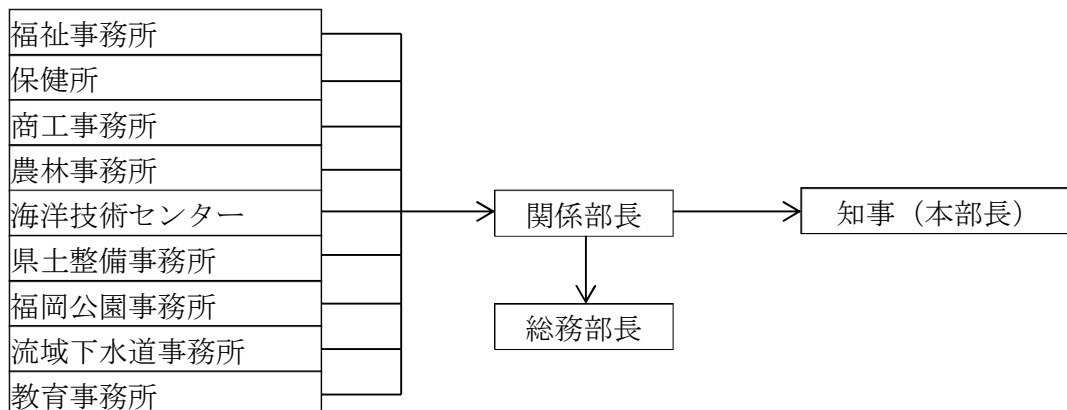 福祉事務所
保健所
商工事務所
農林事務所
海洋技術センター
県土整備事務所
福岡公園事務所
流域下水道事務所
教育事務所
関係部長
総務部長
知事（本部長）